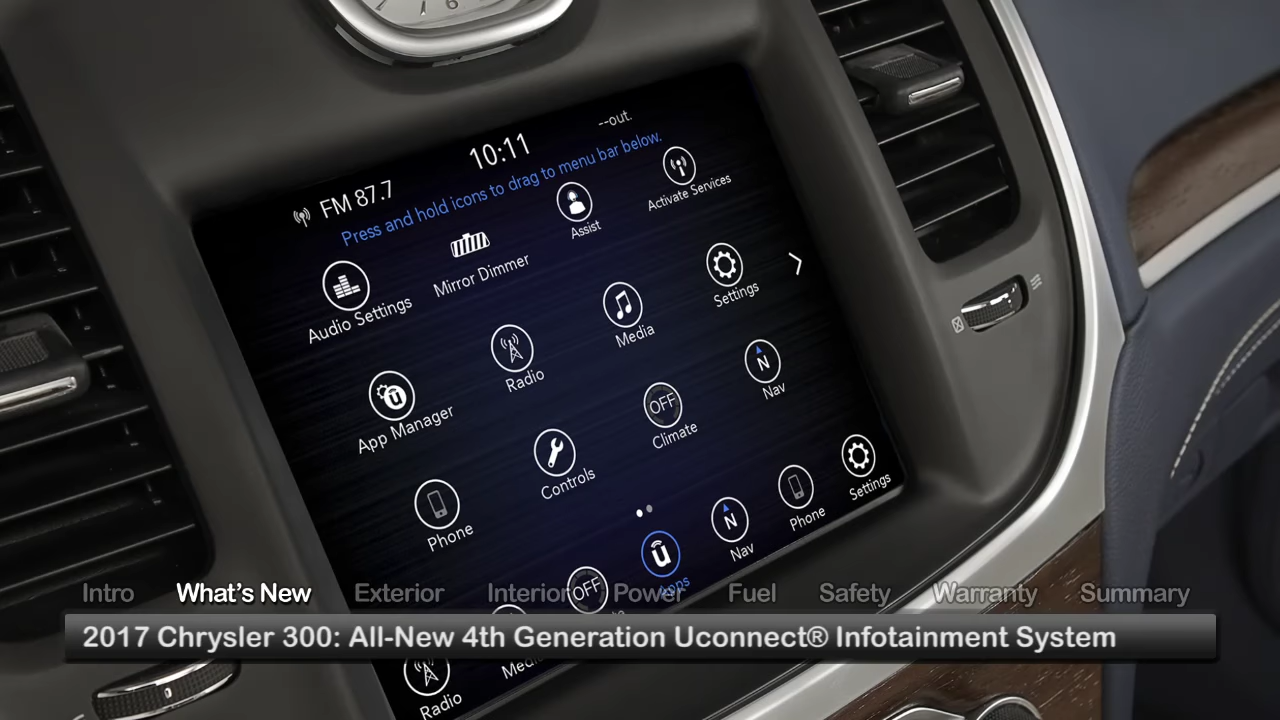 6
--out.
10:11
FM 87.7
Press and hold icons to drag to menu bar below.
Audio Settings
Mirror Dimmer
Assist
Activate Services
App Manager
Radio
Media
Settings
Phone
Controls
OFF
Climate
N
Nav
Radio
OFF
Apps
N
Nav
Phone
Settings
Intro What's New Exterior Interior Power Fuel Safety Warranty Summary
2017 Chrysler 300: All-New 4th Generation Uconnect® Infotainment System